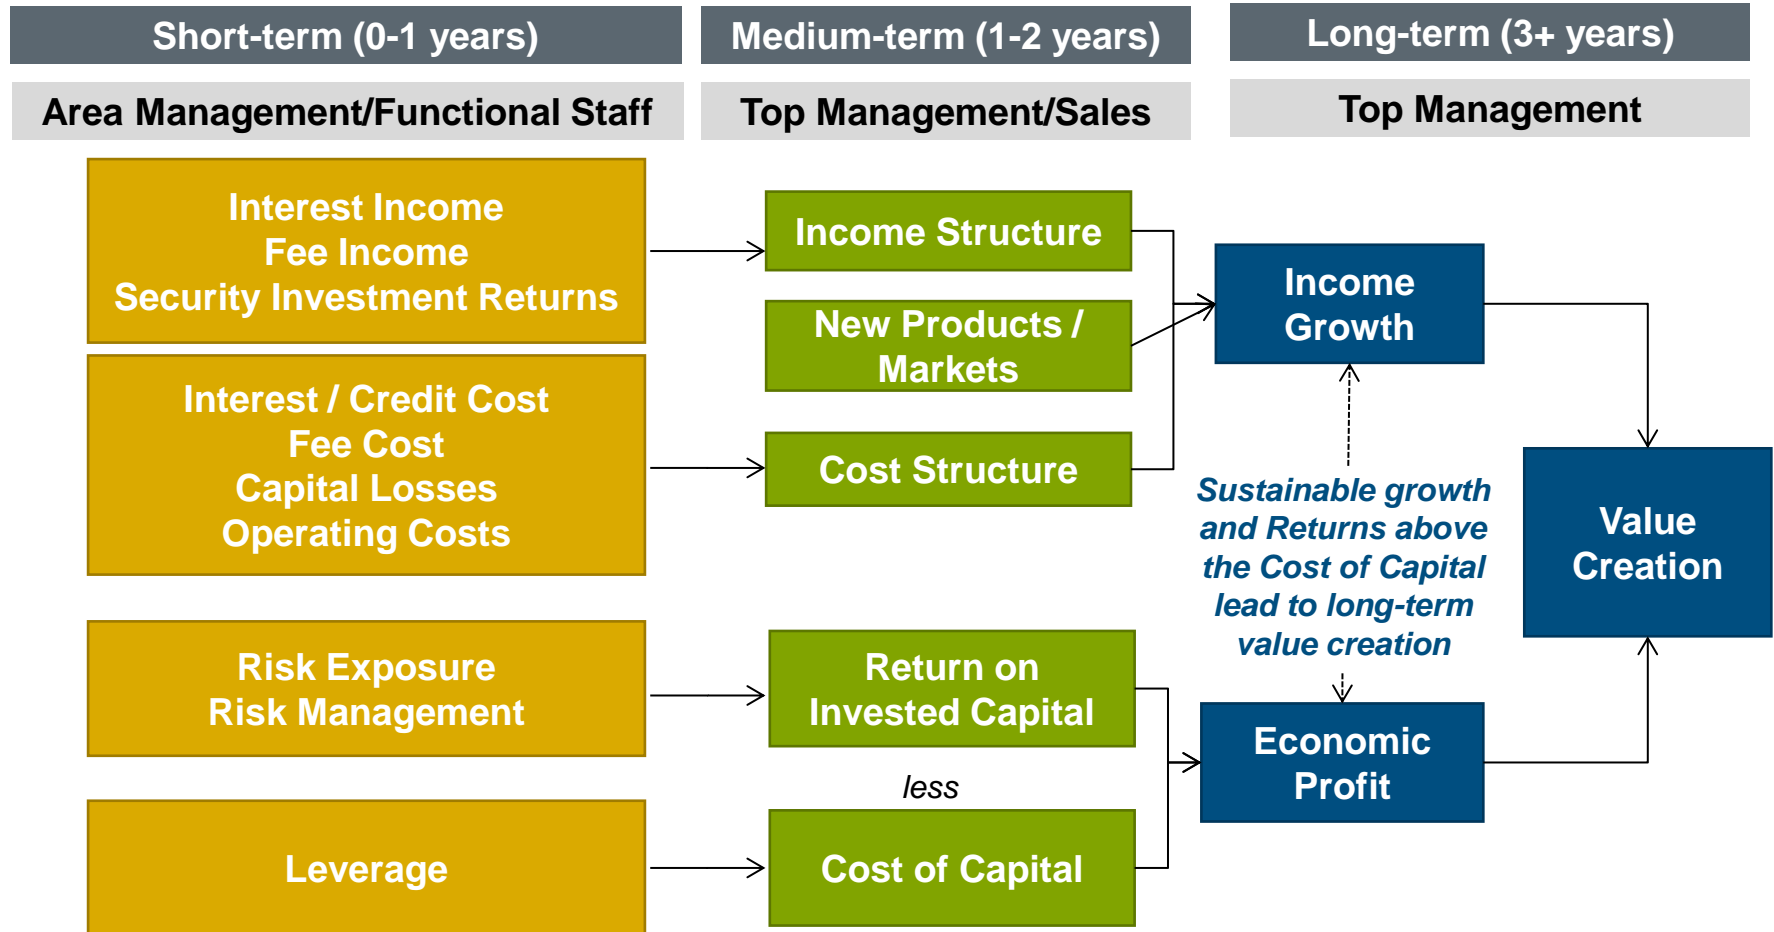 Short-term (0-1 years)
Medium-term (1-2 years)
Long-term (3+ years)
Area Management/Functional Staff
Top Management/Sales
Top Management
Interest Income
Fee Income
Security Investment Returns
Interest / Credit Cost
Fee Cost
Capital Losses
Operating Costs
Risk Exposure
Risk Management
Leverage
Income Structure
New Products /
Markets
Cost Structure
Return on
Invested Capital
less
Cost of Capital
Income
Growth
Sustainable growth
and Returns above
the Cost of Capital
lead to long-term
value creation
Economic
Profit
Value
Creation